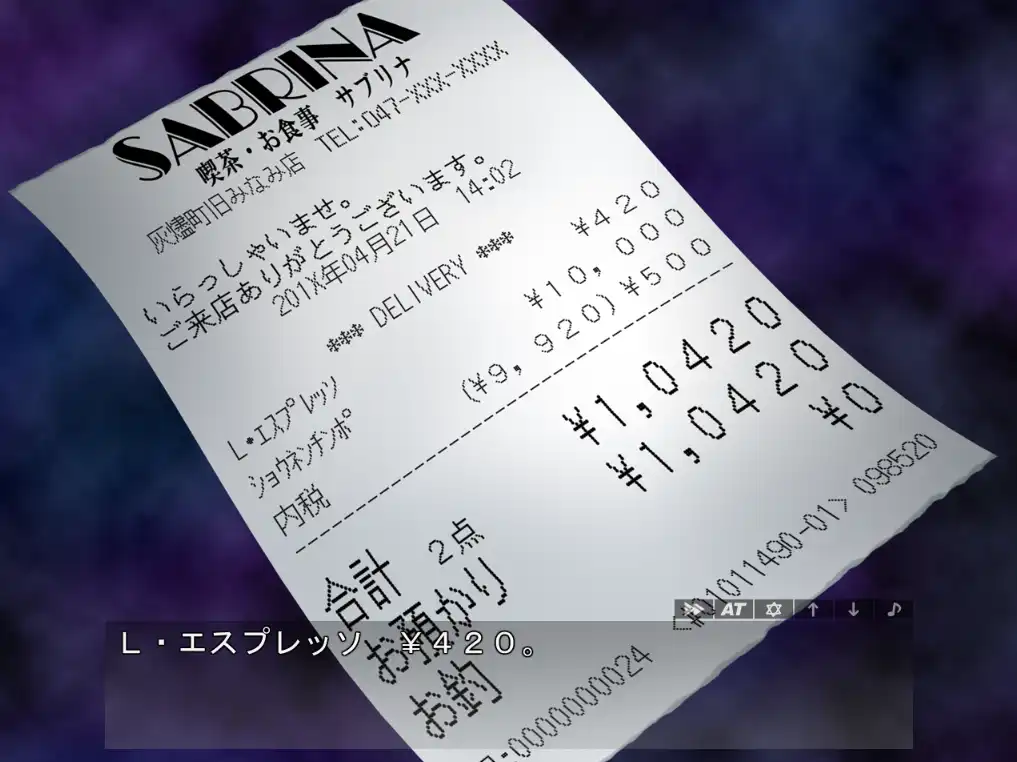 SABRINA
喫茶・お食事 サブリナ
灰燼町旧みなみ店 TEL:047-XXX-XXXX
いらっしゃいませ。
ご来店ありがとうございます。
201X年04月21日 14:02
*** DELIVERY ***
L・エスプレッソ ¥420
ショウネンチンポ ¥10,000
内税 (¥9,920) ¥500
合計 2点 ¥1,0420
お預かり ¥1,0420
お釣 ¥0
#01011490-01> 098520
:0000000024
AT
L・エスプレッソ ¥420。